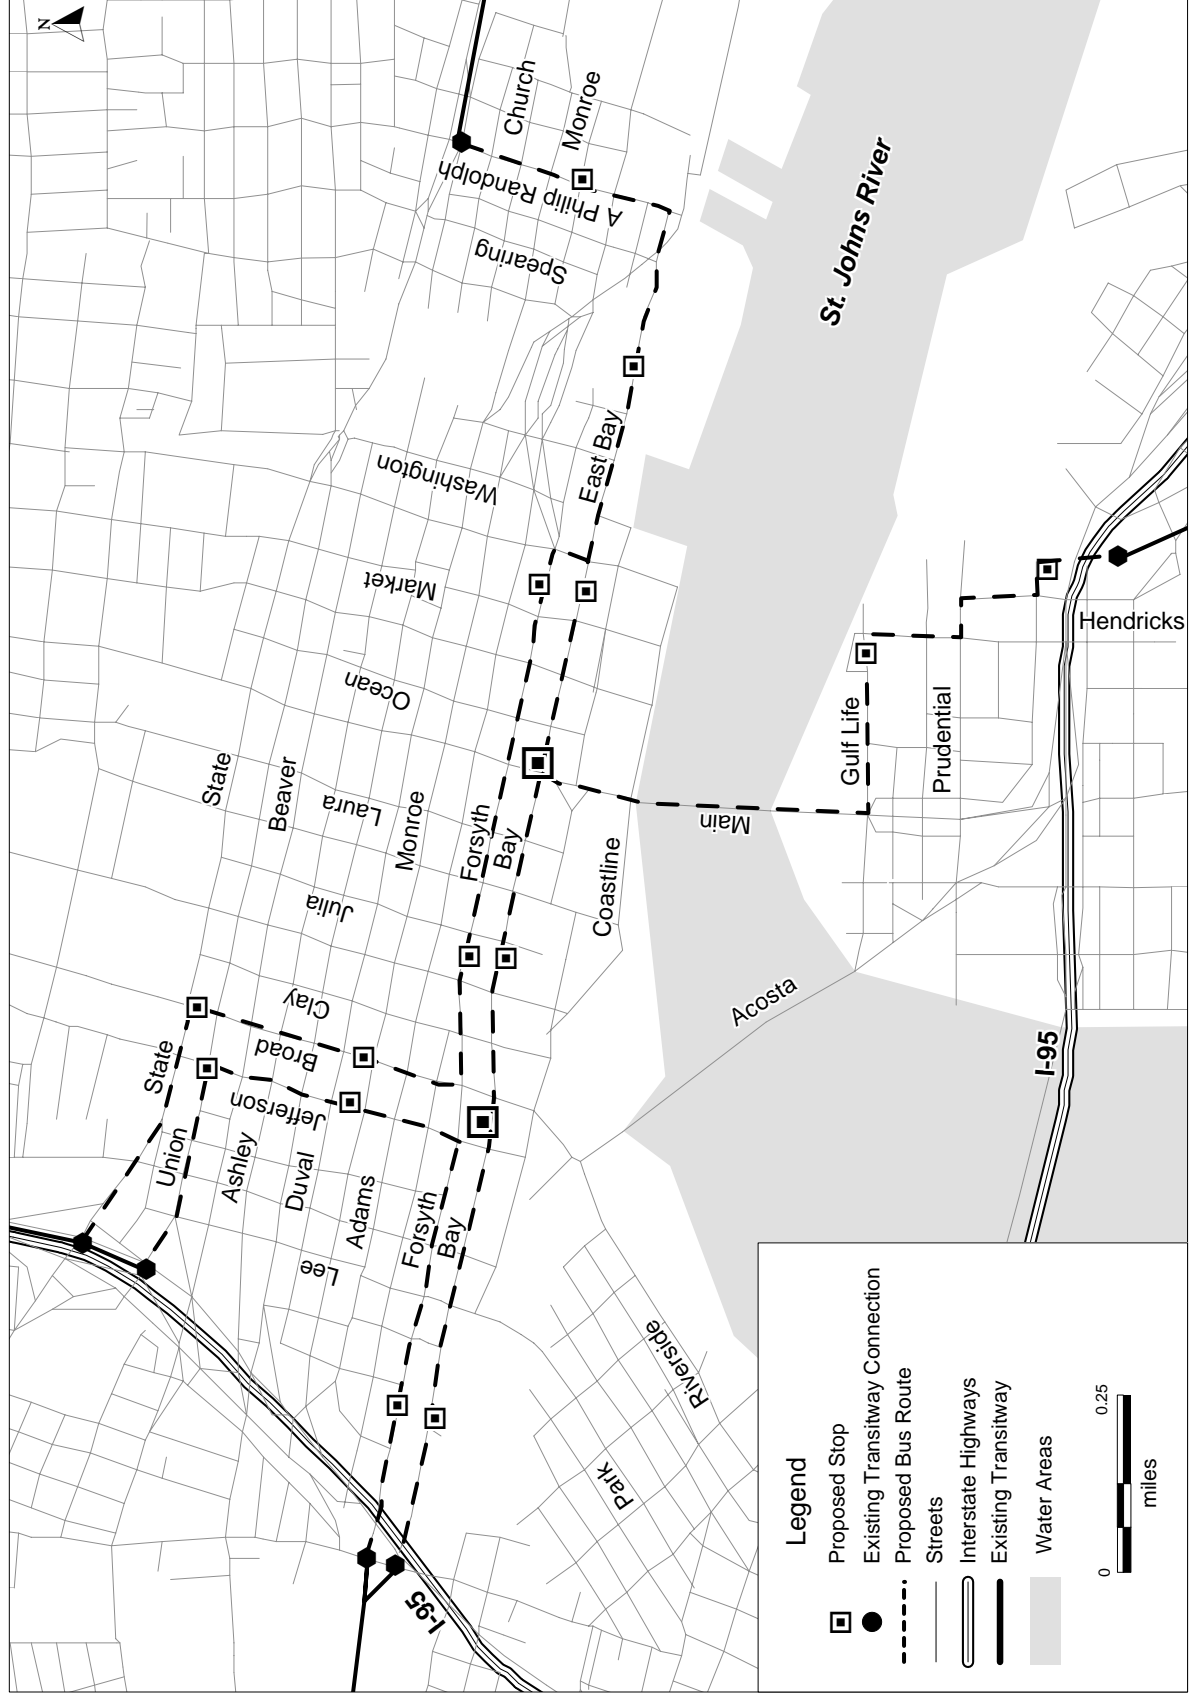 N
Church
Monroe
A Philip Randolph
Spearing
St. Johns River
Washington
East Bay
Market
Ocean
State
Beaver
Laura
Monroe
Forsyth
Bay
Coastline
Main
Gulf Life
Prudential
Hendricks
Julia
Clay
Broad
State
Jefferson
Union
Ashley
Duval
Adams
Forsyth
Bay
Lee
Acosta
I-95
Riverside
Park
I-95
Legend
Proposed Stop
Existing Transitway Connection
Proposed Bus Route
Streets
Interstate Highways
Existing Transitway
Water Areas
0 0.25
miles